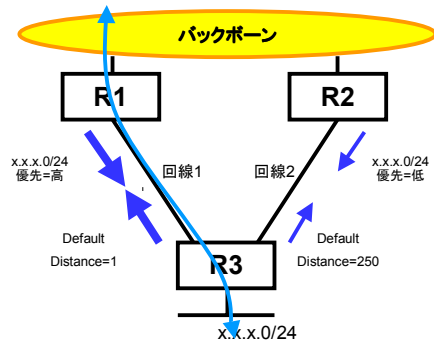 バックボーン
R1
R2
x.x.x.0/24
優先=高
回線1
回線2
x.x.x.0/24
優先=低
Default
Distance=1
R3
Default
Distance=250
x.x.x.0/24